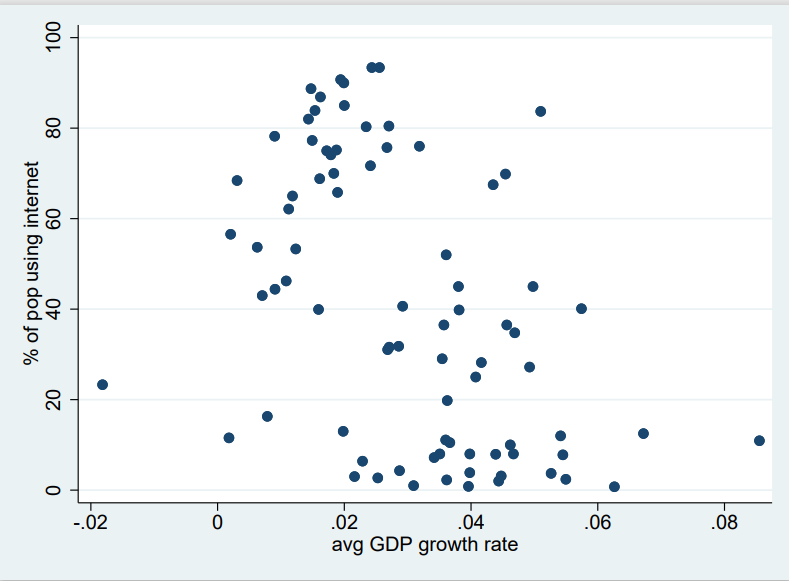 100
80
60
40
20
0
% of pop using internet
-.02 0 .02 .04 .06 .08
avg GDP growth rate